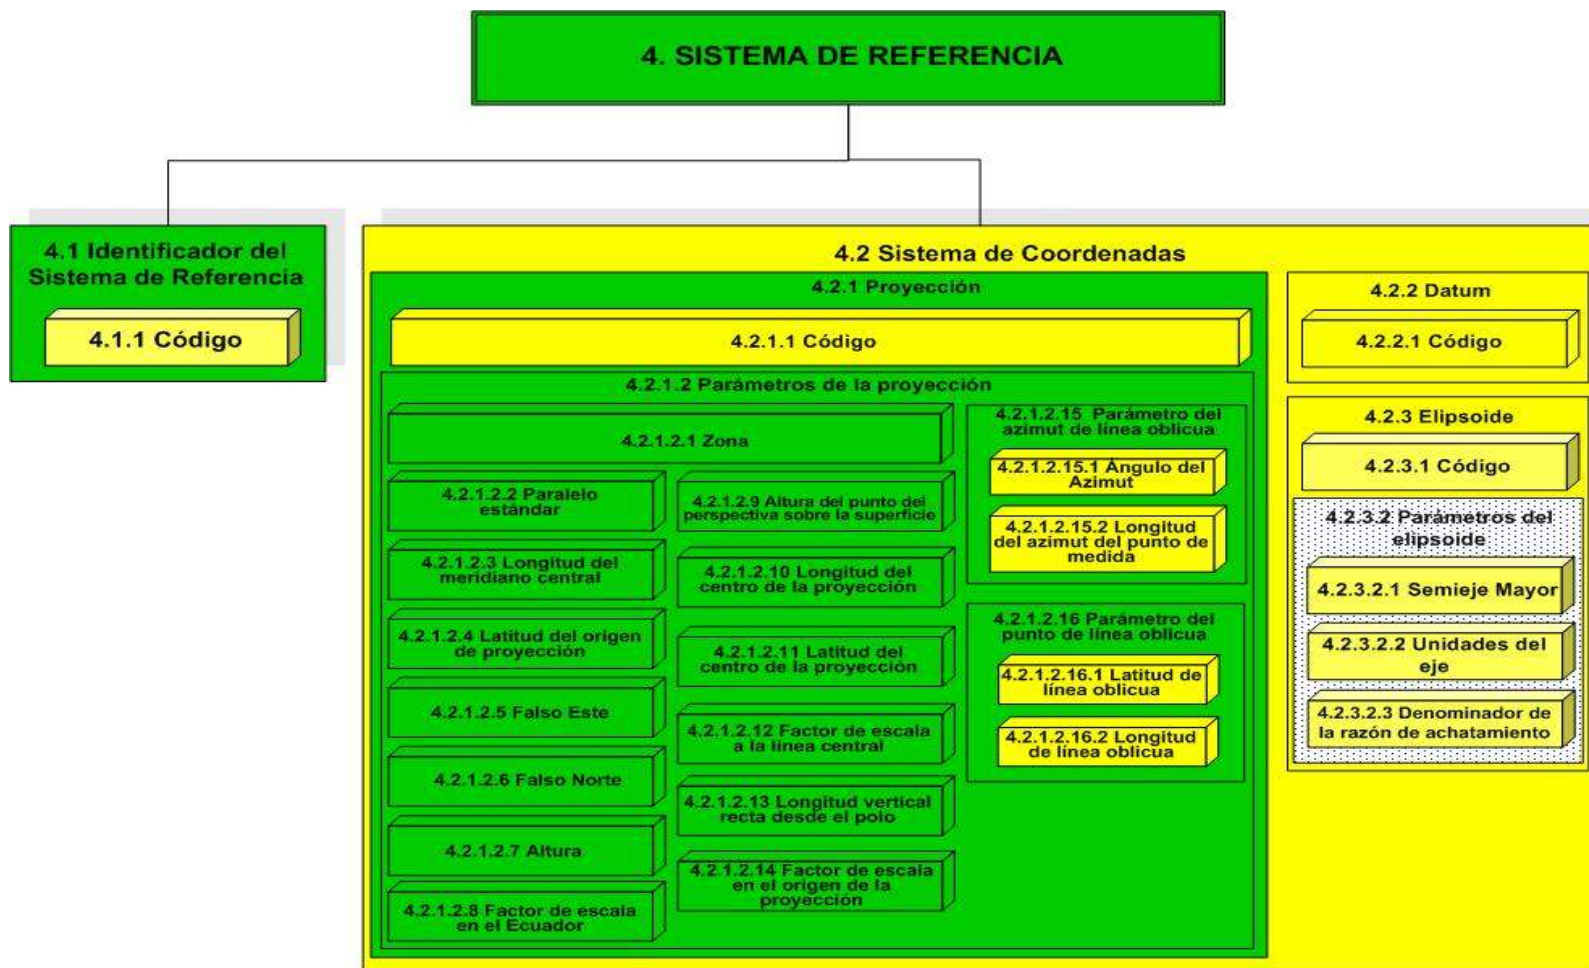 4. SISTEMA DE REFERENCIA
4.1 Identificador del
Sistema de Referencia
4.1.1 Código
4.2 Sistema de Coordenadas
4.2.1 Proyección
4.2.1.1 Código
4.2.1.2 Parámetros de la proyección
4.2.1.2.1 Zona
4.2.1.2.2 Paralelo
estándar
4.2.1.2.3 Longitud del
meridiano central
4.2.1.2.4 Latitud del origen
de proyección
4.2.1.2.5 Falso Este
4.2.1.2.6 Falso Norte
4.2.1.2.7 Altura
4.2.1.2.8 Factor de escala
en el Ecuador
4.2.1.2.9 Altura del punto del
perspectiva sobre la superficie
4.2.1.2.10 Longitud del
centro de la proyección
4.2.1.2.11 Latitud del
centro de la proyección
4.2.1.2.12 Factor de escala
a la línea central
4.2.1.2.13 Longitud vertical
recta desde el polo
4.2.1.2.14 Factor de escala
en el origen de la
proyección
4.2.1.2.15 Parámetro del
azimut de línea oblicua
4.2.1.2.15.1 Ángulo del
Azimut
4.2.1.2.15.2 Longitud
del azimut del punto de
medida
4.2.1.2.16 Parámetro del
punto de línea oblicua
4.2.1.2.16.1 Latitud de
línea oblicua
4.2.1.2.16.2 Longitud
de línea oblicua
4.2.2 Datum
4.2.2.1 Código
4.2.3 Elipsoide
4.2.3.1 Código
4.2.3.2 Parámetros del
elipsoide
4.2.3.2.1 Semieje Mayor
4.2.3.2.2 Unidades del
eje
4.2.3.2.3 Denominador de
la razón de achatamiento